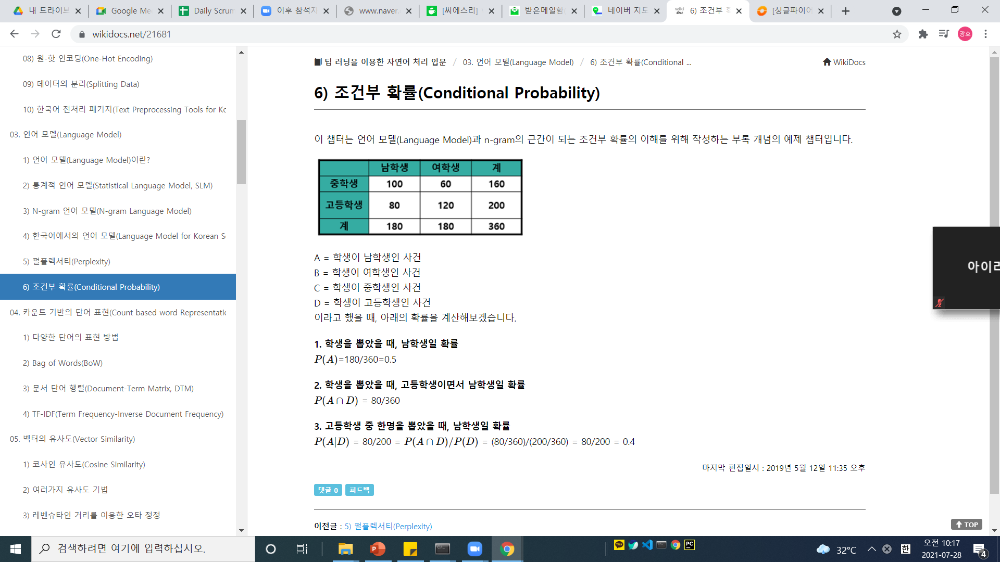 내 드라이브
Google Me
Daily Scrum
이후 참석자
www.naver.
[씨에스리]
받은메일함
네이버 지도
6) 조건부 확
[싱글파이어
wikidocs.net/21681
광호
08) 원-핫 인코딩(One-Hot Encoding)
09) 데이터의 분리(Splitting Data)
10) 한국어 전처리 패키지(Text Preprocessing Tools for Ko
03. 언어 모델(Language Model)
1) 언어 모델(Language Model)이란?
2) 통계적 언어 모델(Statistical Language Model, SLM)
3) N-gram 언어 모델(N-gram Language Model)
4) 한국어에서의 언어 모델(Language Model for Korean Se
5) 펄플렉서티(Perplexity)
6) 조건부 확률(Conditional Probability)
04. 카운트 기반의 단어 표현(Count based word Representatio
1) 다양한 단어의 표현 방법
2) Bag of Words(BoW)
3) 문서 단어 행렬(Document-Term Matrix, DTM)
4) TF-IDF(Term Frequency-Inverse Document Frequency)
05. 벡터의 유사도(Vector Similarity)
1) 코사인 유사도(Cosine Similarity)
2) 여러가지 유사도 기법
3) 레벤슈타인 거리를 이용한 오타 정정
딥 러닝을 이용한 자연어 처리 입문 / 03. 언어 모델(Language Model) / 6) 조건부 확률(Conditional ...
WikiDocs
6) 조건부 확률(Conditional Probability)
이 챕터는 언어 모델(Language Model)과 n-gram의 근간이 되는 조건부 확률의 이해를 위해 작성하는 부록 개념의 예제 챕터입니다.
남학생 여학생 계
중학생 100 60 160
고등학생 80 120 200
계 180 180 360
A = 학생이 남학생인 사건
B = 학생이 여학생인 사건
C = 학생이 중학생인 사건
D = 학생이 고등학생인 사건
이라고 했을 때, 아래의 확률을 계산해보겠습니다.
1. 학생을 뽑았을 때, 남학생일 확률
P(A)=180/360=0.5
2. 학생을 뽑았을 때, 고등학생이면서 남학생일 확률
P(A∩D) = 80/360
3. 고등학생 중 한명을 뽑았을 때, 남학생일 확률
P(A|D) = 80/200 = P(A∩D)/P(D) = (80/360)/(200/360) = 80/200 = 0.4
마지막 편집일시 : 2019년 5월 12일 11:35 오후
댓글 0
피드백
이전글 : 5) 펄플렉서티(Perplexity)
TOP
아이리
검색하려면 여기에 입력하십시오.
32°C
한
오전 10:17
2021-07-28
4